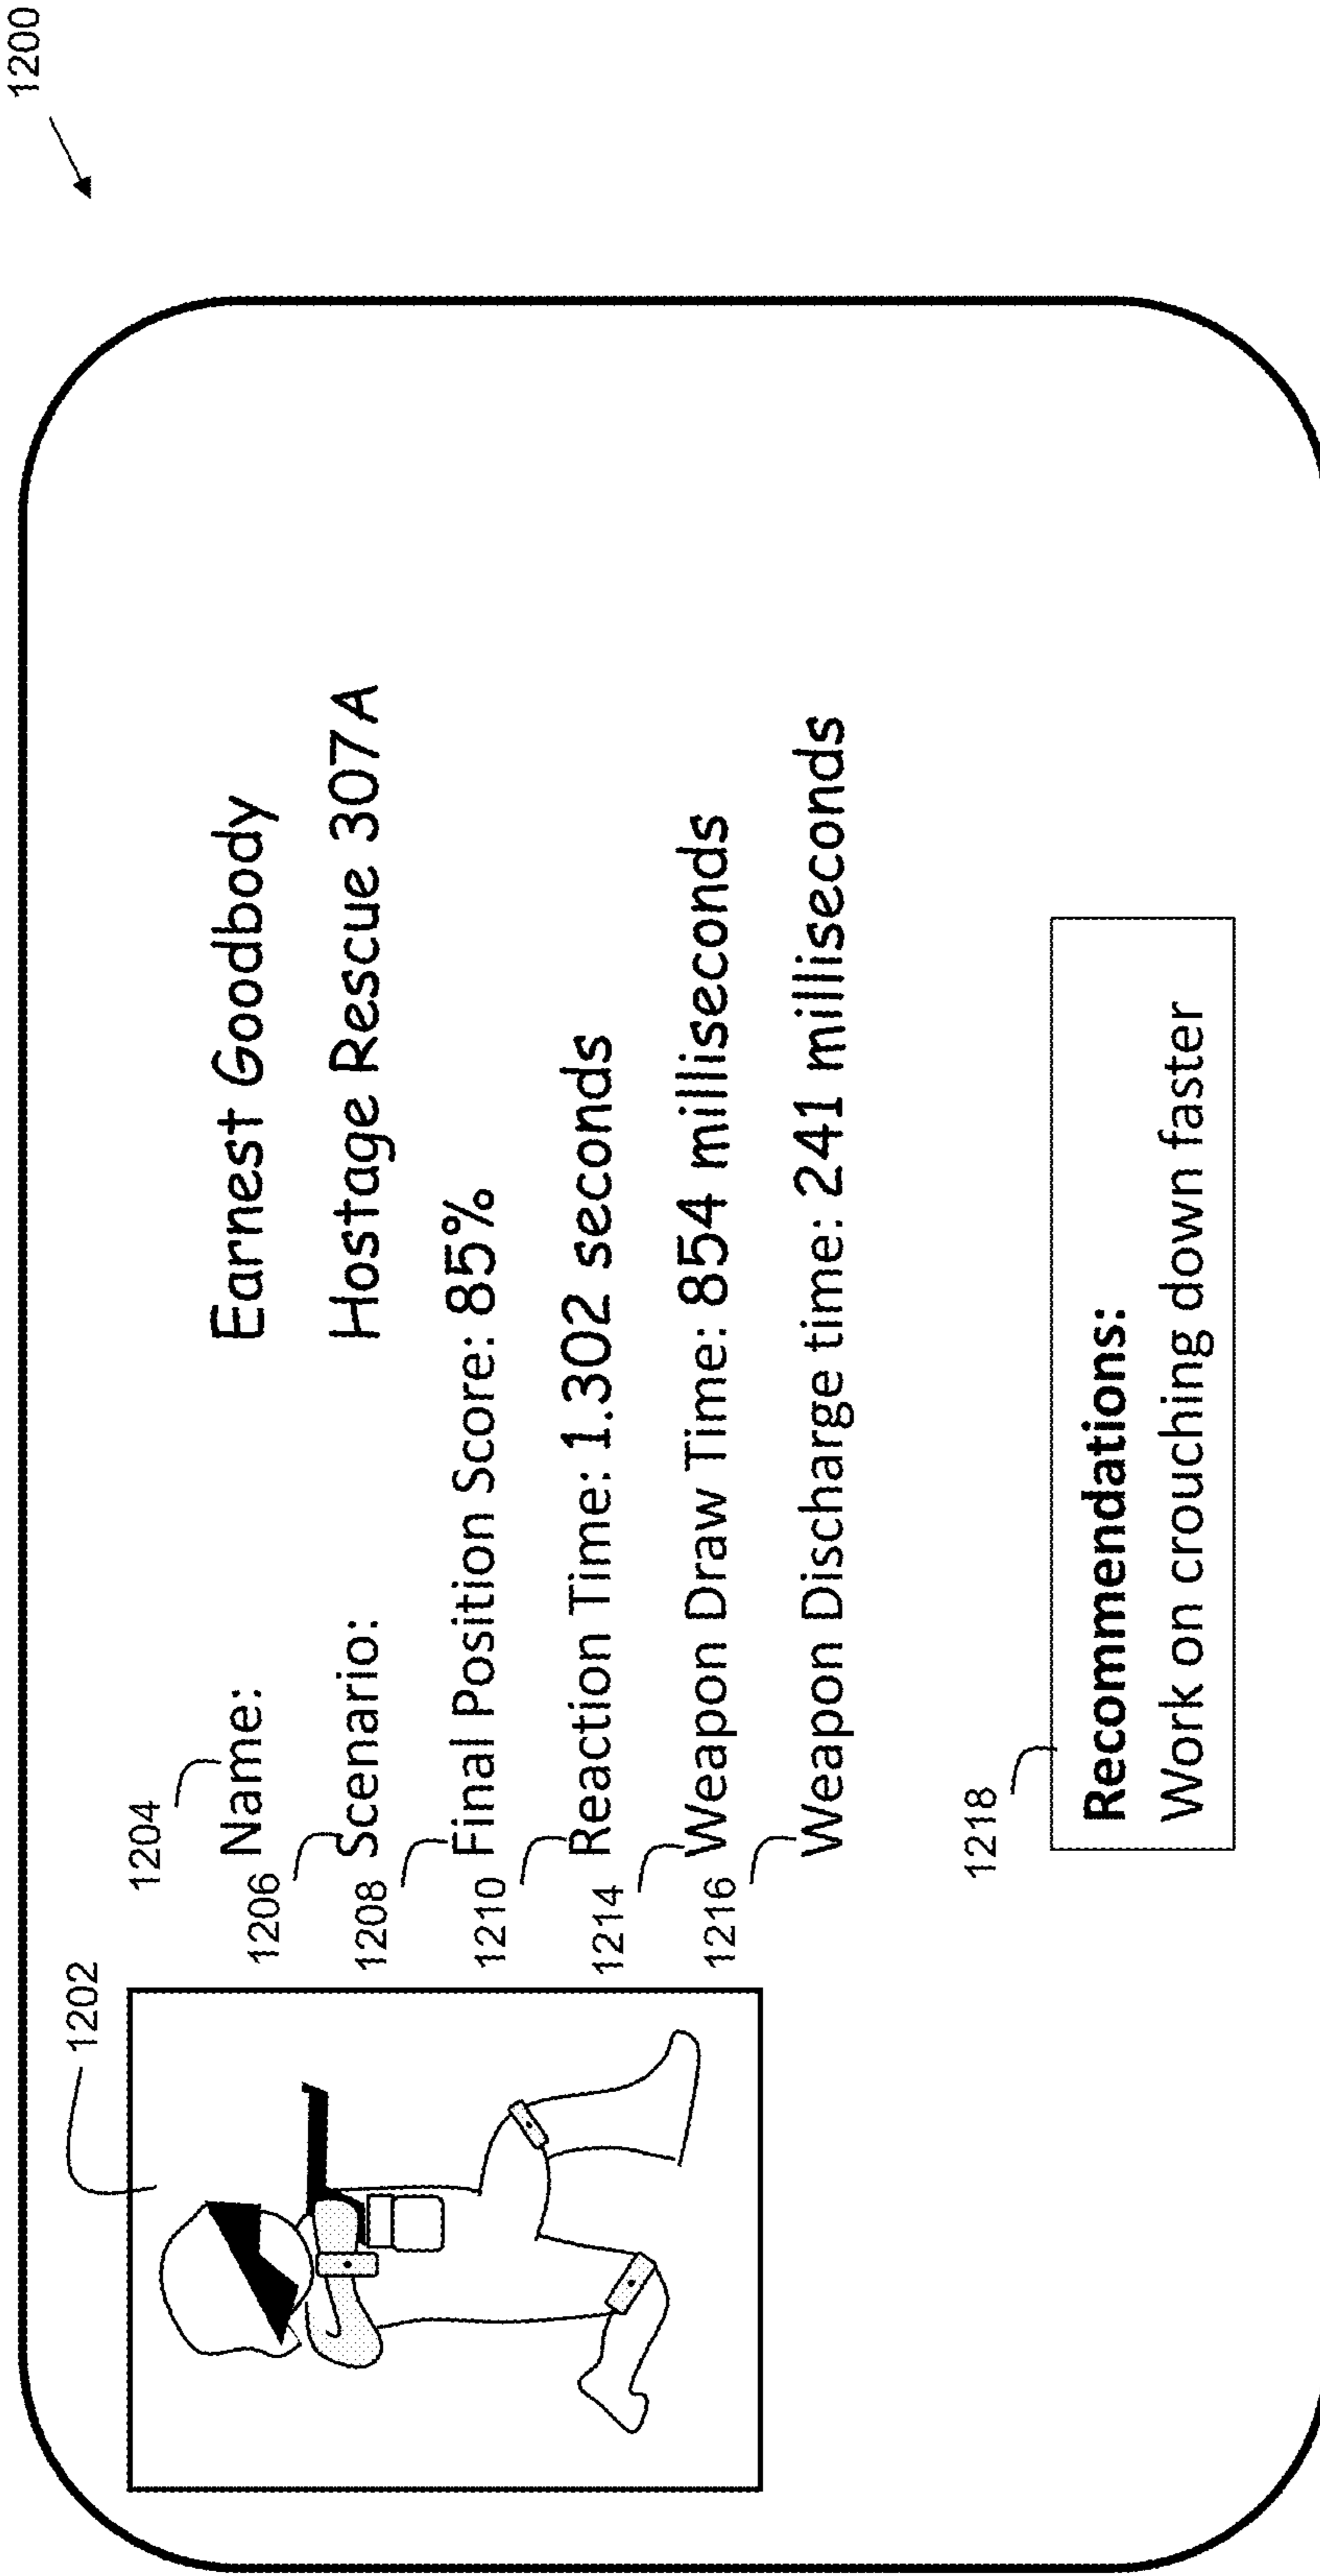 1200
1202
1204
Name: Earnest Goodbody
1206
Scenario: Hostage Rescue 307A
1208
Final Position Score: 85%
1210
Reaction Time: 1.302 seconds
1214
Weapon Draw Time: 854 milliseconds
1216
Weapon Discharge time: 241 milliseconds
1218
Recommendations:
Work on crouching down faster